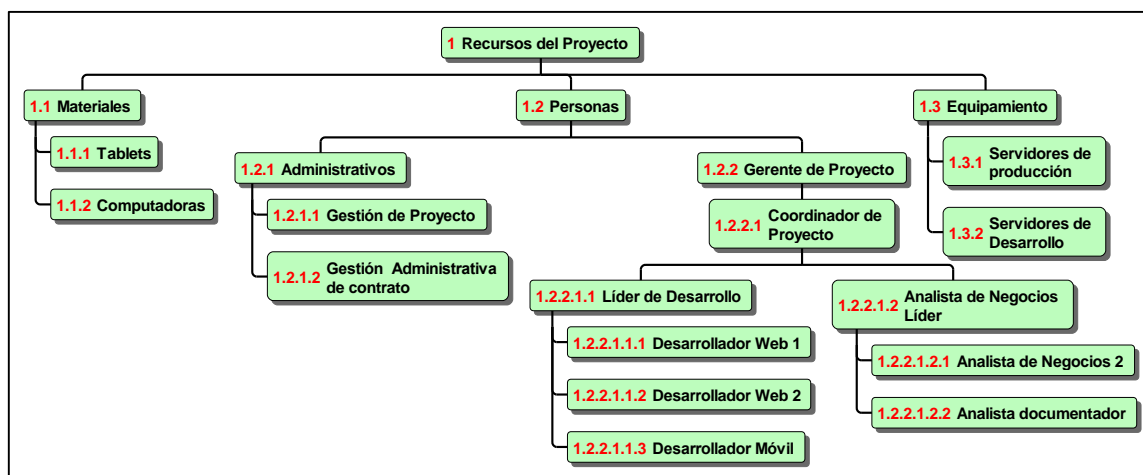 1 Recursos del Proyecto
1.1 Materiales
1.2 Personas
1.3 Equipamiento
1.1.1 Tablets
1.1.2 Computadoras
1.2.1 Administrativos
1.2.1.1 Gestión de Proyecto
1.2.1.2 Gestión Administrativa
de contrato
1.2.2 Gerente de Proyecto
1.2.2.1 Coordinador de
Proyecto
1.2.2.1.1 Líder de Desarrollo
1.2.2.1.1.1 Desarrollador Web 1
1.2.2.1.1.2 Desarrollador Web 2
1.2.2.1.1.3 Desarrollador Móvil
1.2.2.1.2 Analista de Negocios
Líder
1.2.2.1.2.1 Analista de Negocios 2
1.2.2.1.2.2 Analista documentador
1.3.1 Servidores de
producción
1.3.2 Servidores de
Desarrollo